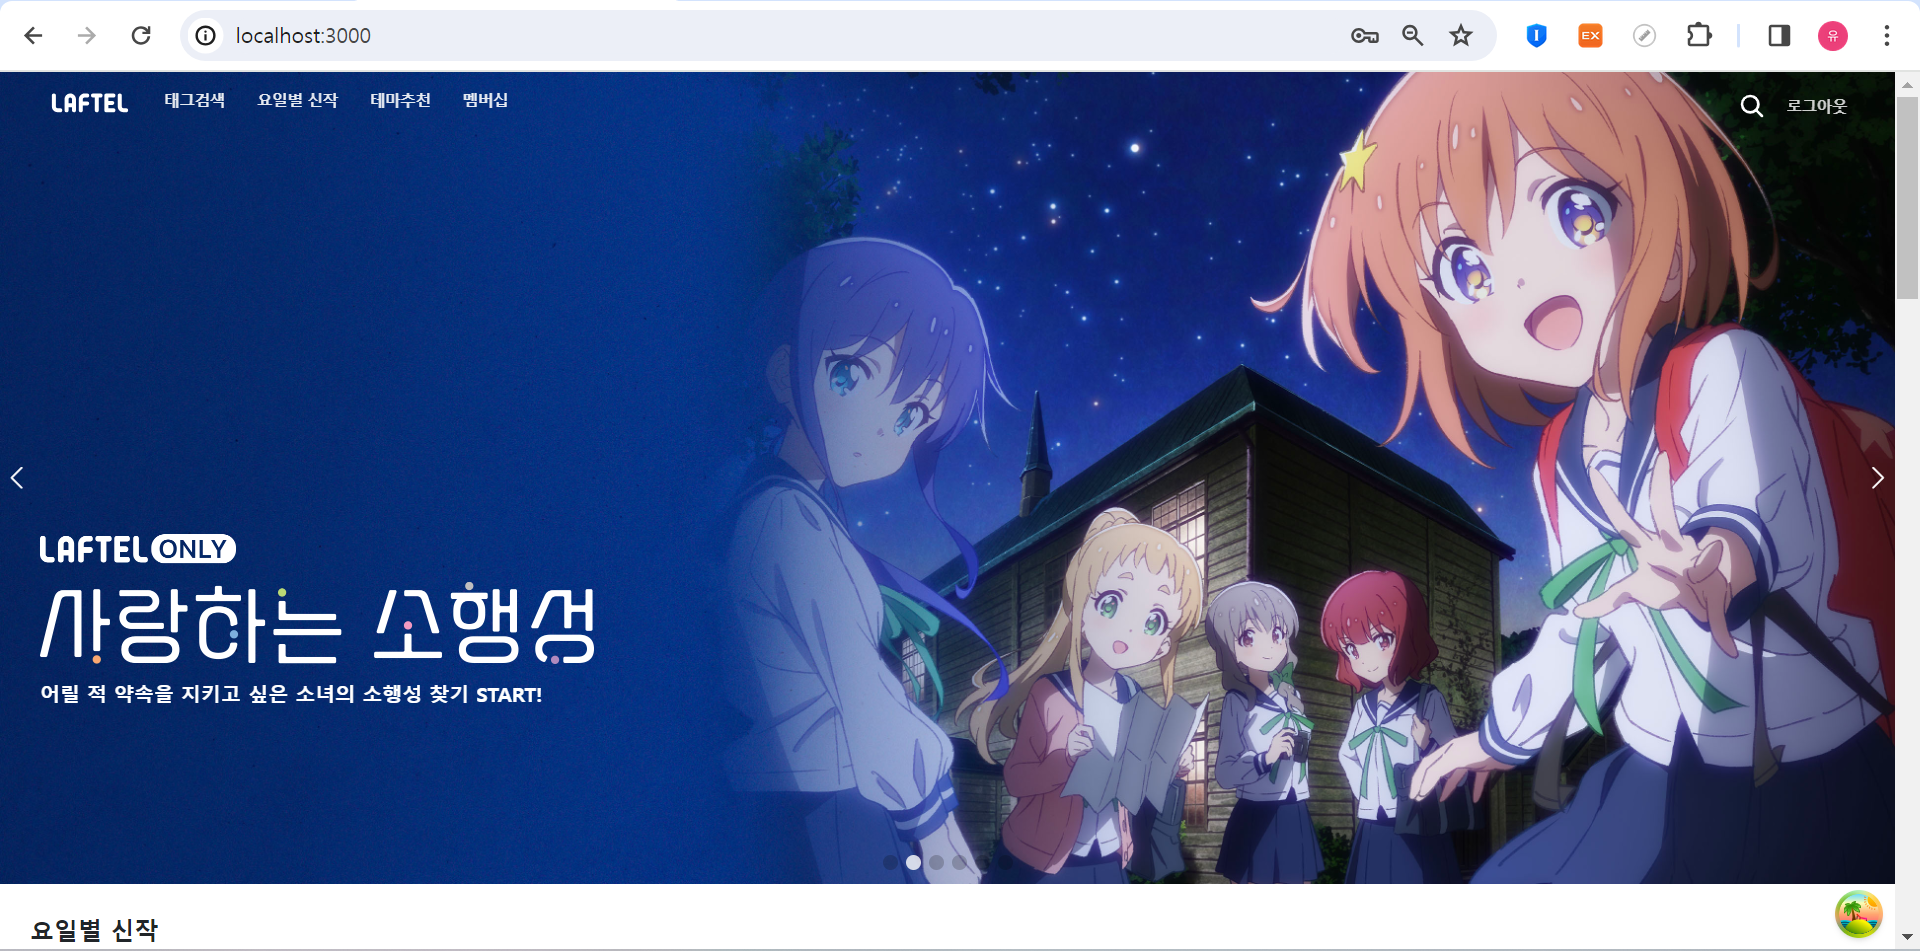 localhost:3000
EX
유
LAFTEL 태그검색 요일별 신작 테마추천 멤버십 로그아웃
LAFTEL ONLY
사랑하는 소행성
어릴 적 약속을 지키고 싶은 소녀의 소행성 찾기 START!
요일별 신작